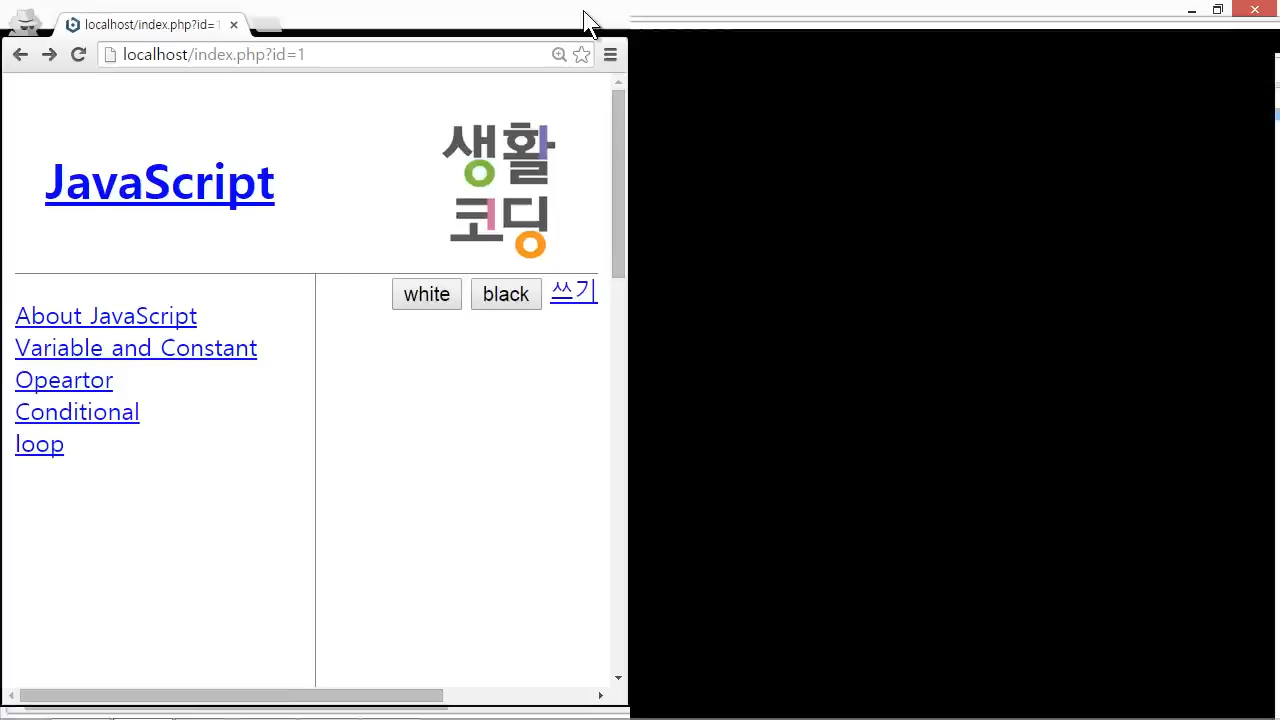 localhost/index.php?id=1
localhost/index.php?id=1
JavaScript
생활
코딩
white black 쓰기
About JavaScript
Variable and Constant
Opeartor
Conditional
loop